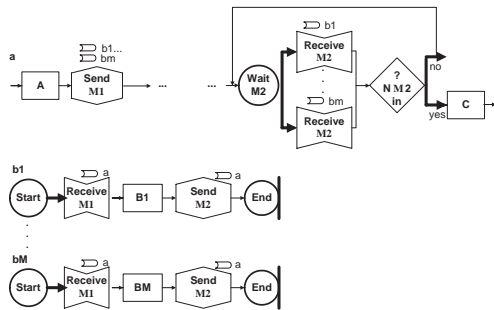 b1...
bm
a
A
Send
M1
...
...
Wait
M2
b1
Receive
M2
bm
Receive
M2
?
N M2
in
no
yes
C
b1
Start
a
Receive
M1
B1
a
Send
M2
End
bM
Start
a
Receive
M1
BM
a
Send
M2
End